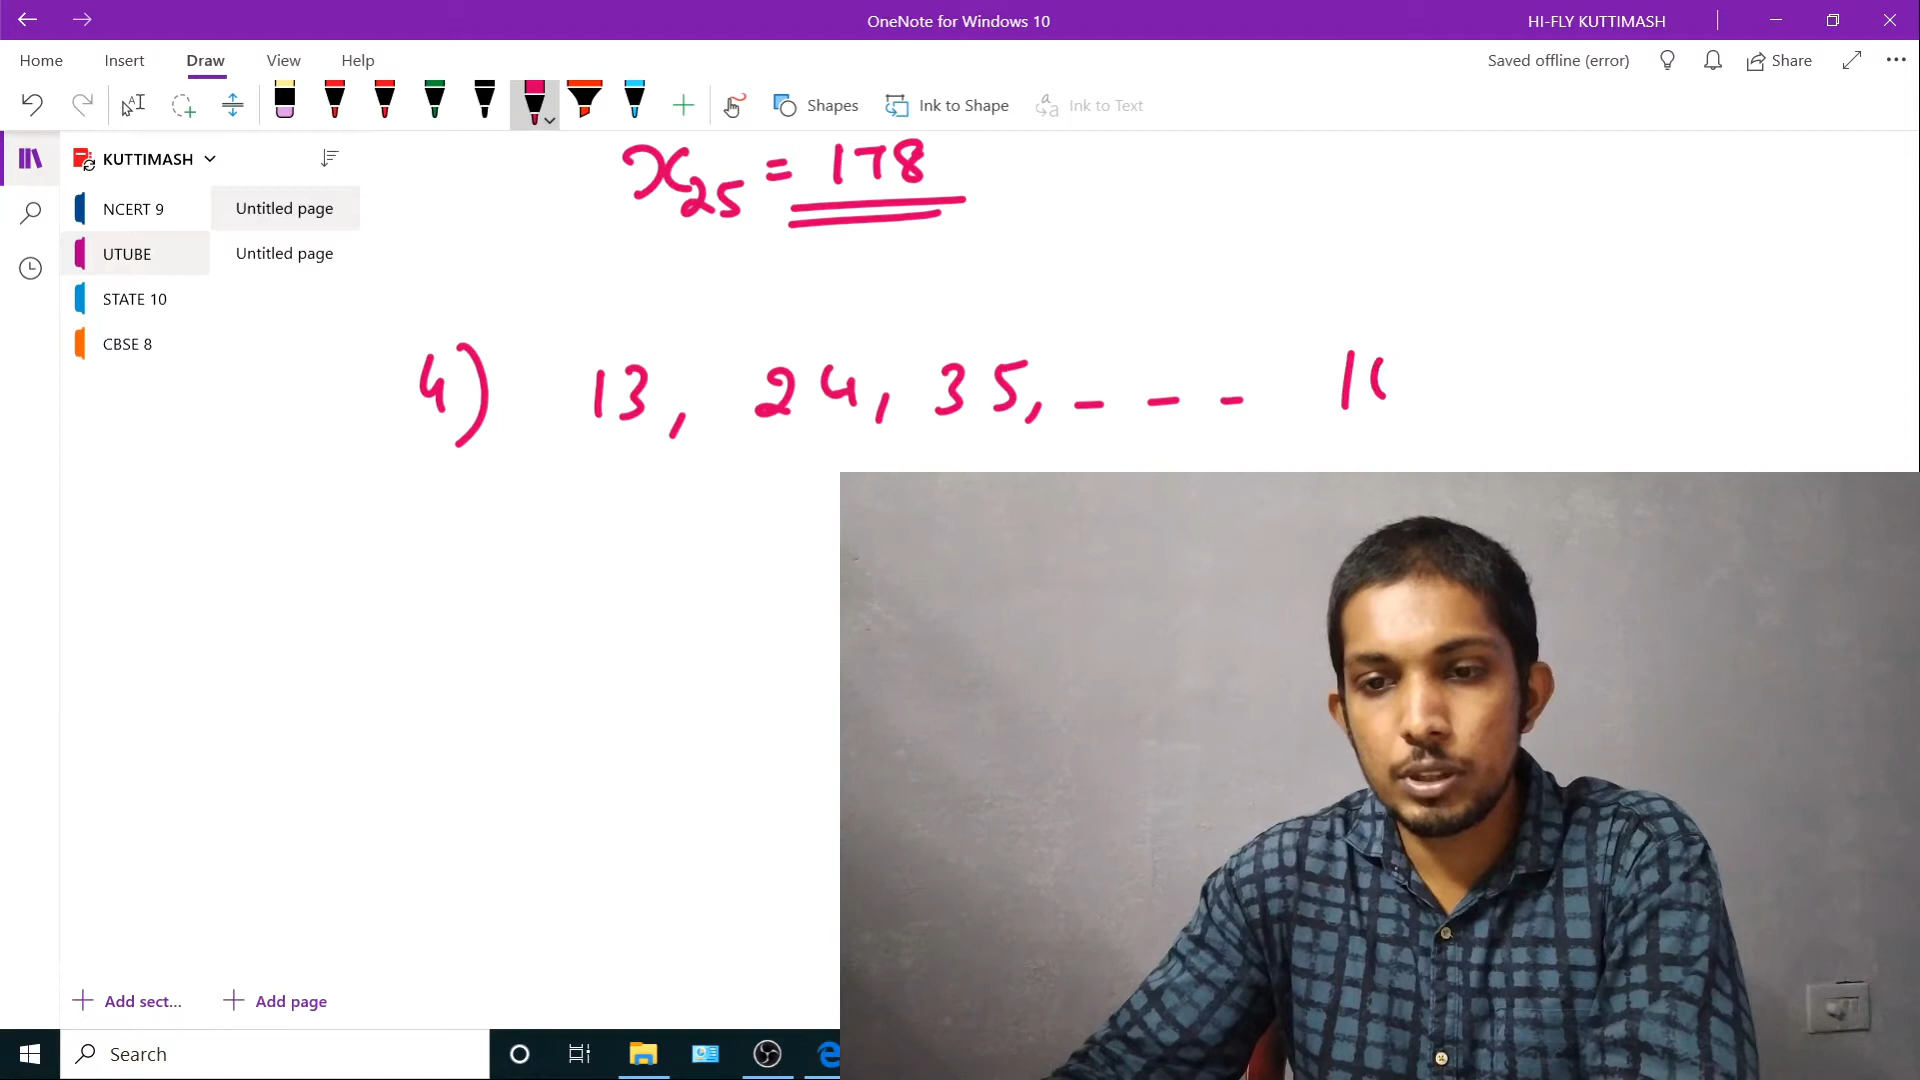 OneNote for Windows 10
HI-FLY KUTTIMASH
Home Insert Draw View Help
Saved offline (error)
Share
Shapes
Ink to Shape
Ink to Text
KUTTIMASH
NCERT 9
UTUBE
STATE 10
CBSE 8
Untitled page
Untitled page
x25 = 178
4) 13, 24, 35, _ _ _ 1(
Add sect...
Add page
Search